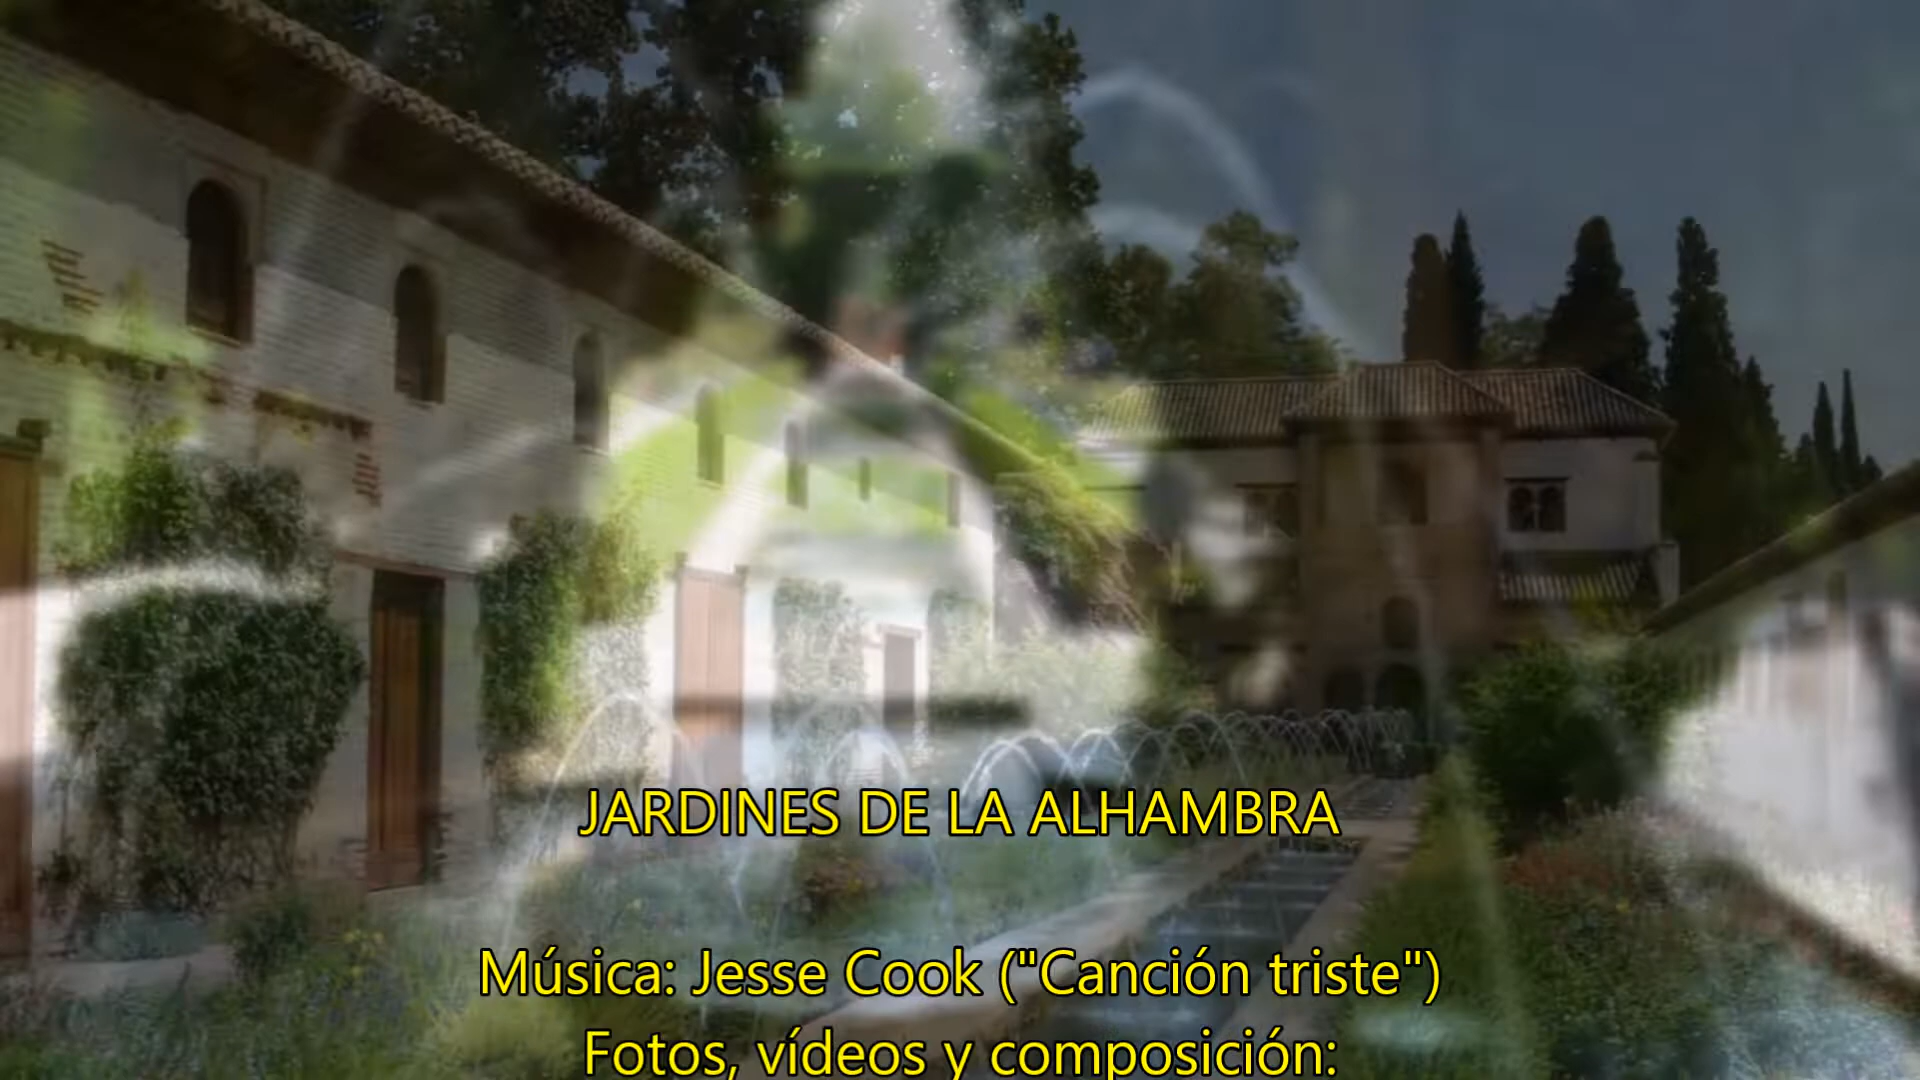 JARDINES DE LA ALHAMBRA
Música: Jesse Cook ("Canción triste")
Fotos, vídeos y composición: